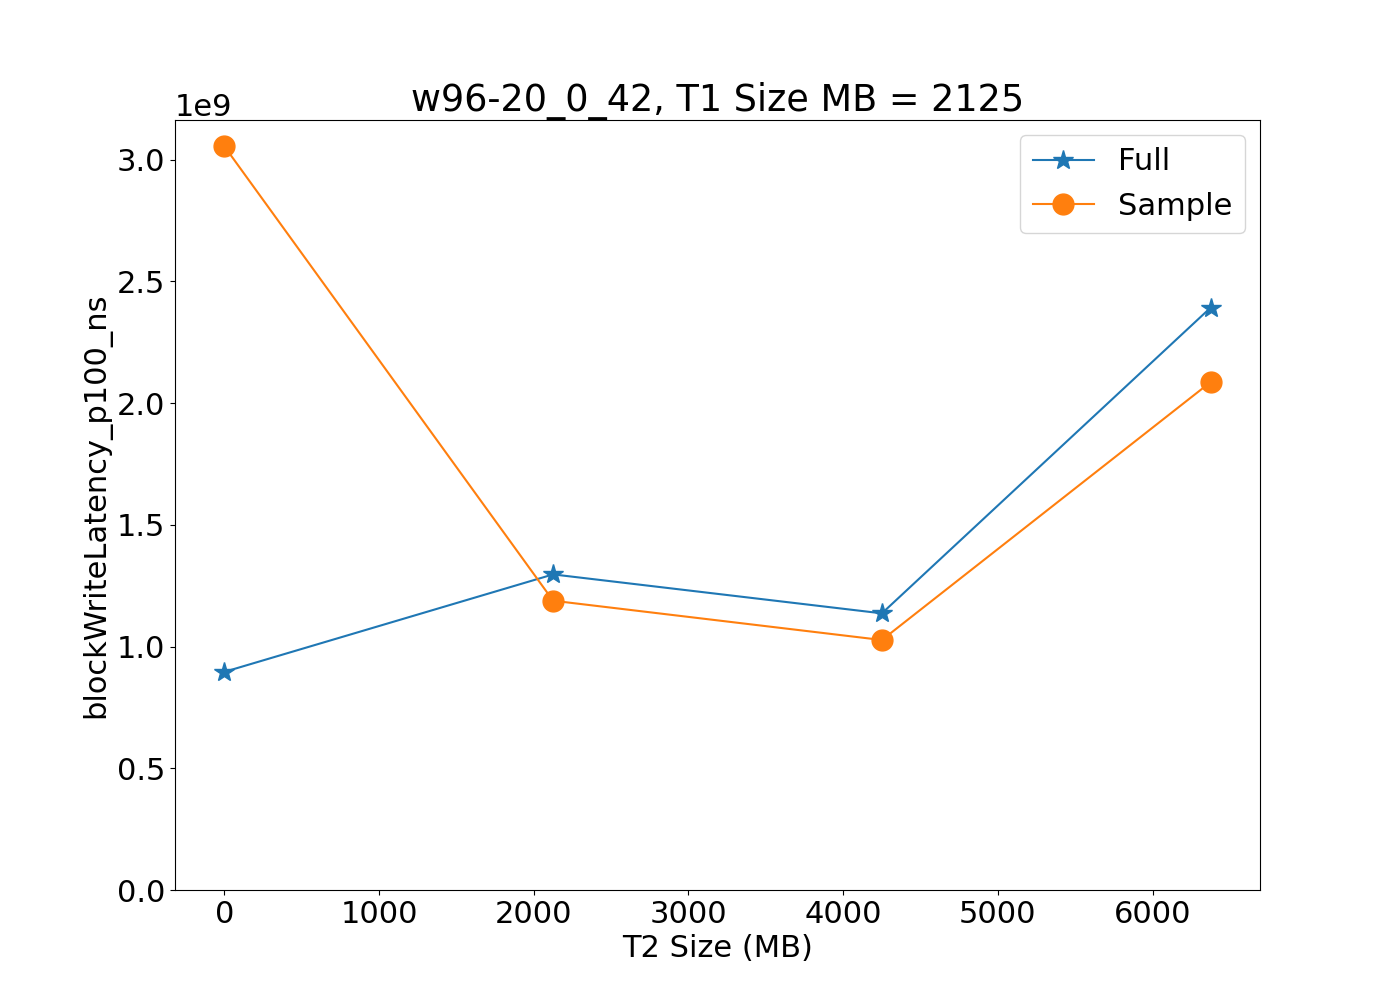 w96-20_0_42, T1 Size MB = 2125
1e9
Full
Sample
3.0
2.5
2.0
1.5
1.0
0.5
0.0
blockWriteLatency_p100_ns
0 1000 2000 3000 4000 5000 6000
T2 Size (MB)